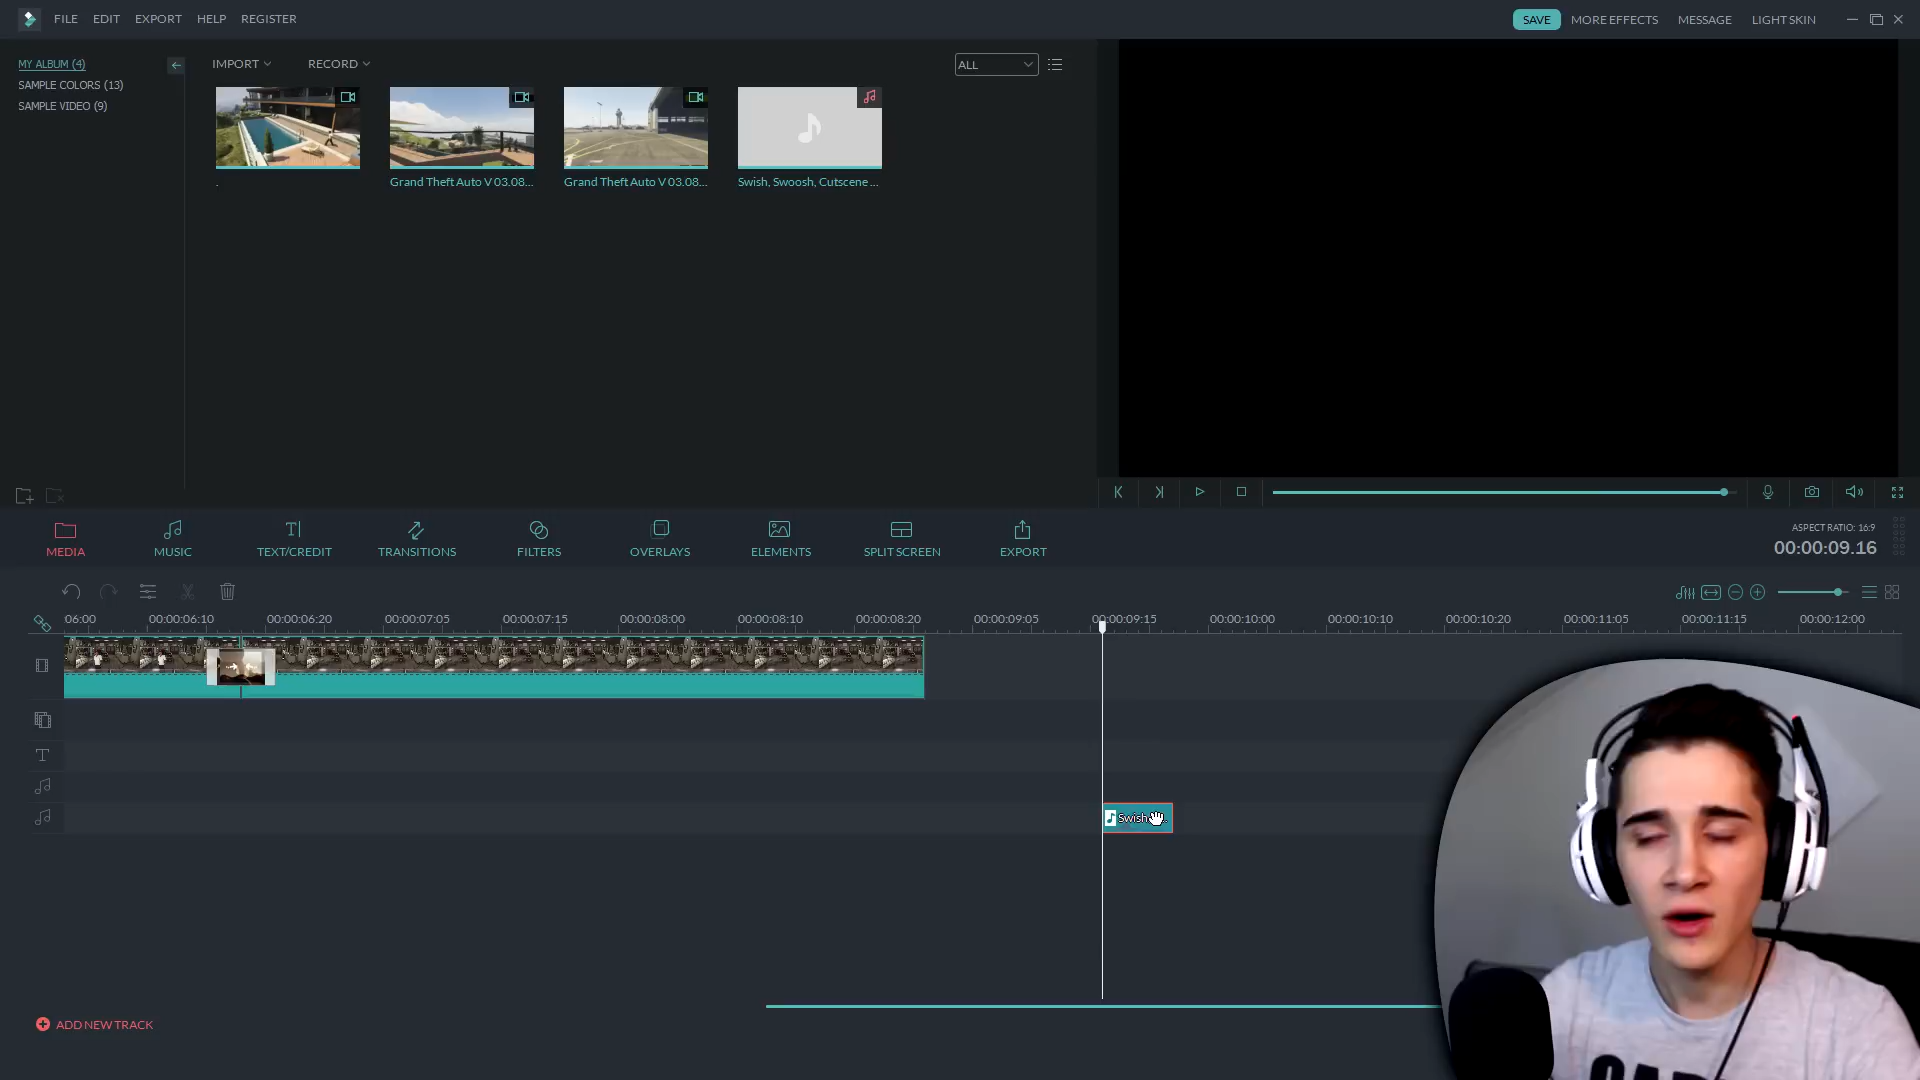 FILE EDIT EXPORT HELP REGISTER
SAVE MORE EFFECTS MESSAGE LIGHT SKIN
MY ALBUM (4)
SAMPLE COLORS (13)
SAMPLE VIDEO (9)
IMPORT RECORD ALL
. Grand Theft Auto V 03.08... Grand Theft Auto V 03.08... Swish, Swoosh, Cutscene ...
MEDIA MUSIC TEXT/CREDIT TRANSITIONS FILTERS OVERLAYS ELEMENTS SPLIT SCREEN EXPORT
ASPECT RATIO: 16:9
00:00:09.16
06:00 00:00:06:10 00:00:06:20 00:00:07:05 00:00:07:15 00:00:08:00 00:00:08:10 00:00:08:20 00:00:09:05 00:00:09:15 00:00:10:00 00:00:10:10 00:00:10:20 00:00:11:05 00:00:11:15 00:00:12:00
T
Swish
ADD NEW TRACK